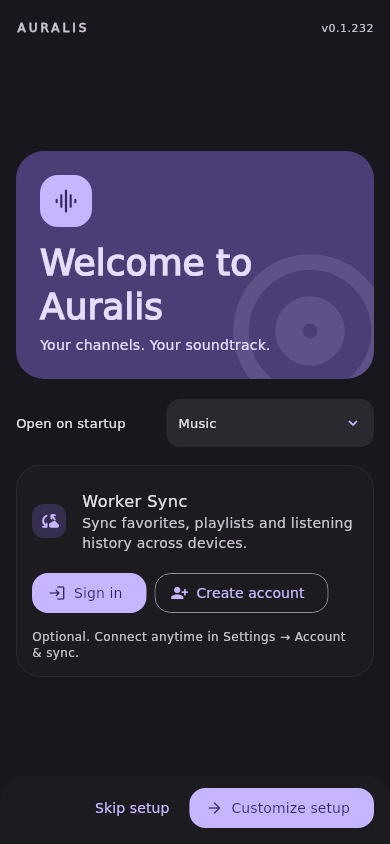 AURALIS
v0.1.232
Welcome to
Auralis
Your channels. Your soundtrack.
Open on startup
Music
Worker Sync
Sync favorites, playlists and listening
history across devices.
Sign in
Create account
Optional. Connect anytime in Settings → Account
& sync.
Skip setup
Customize setup